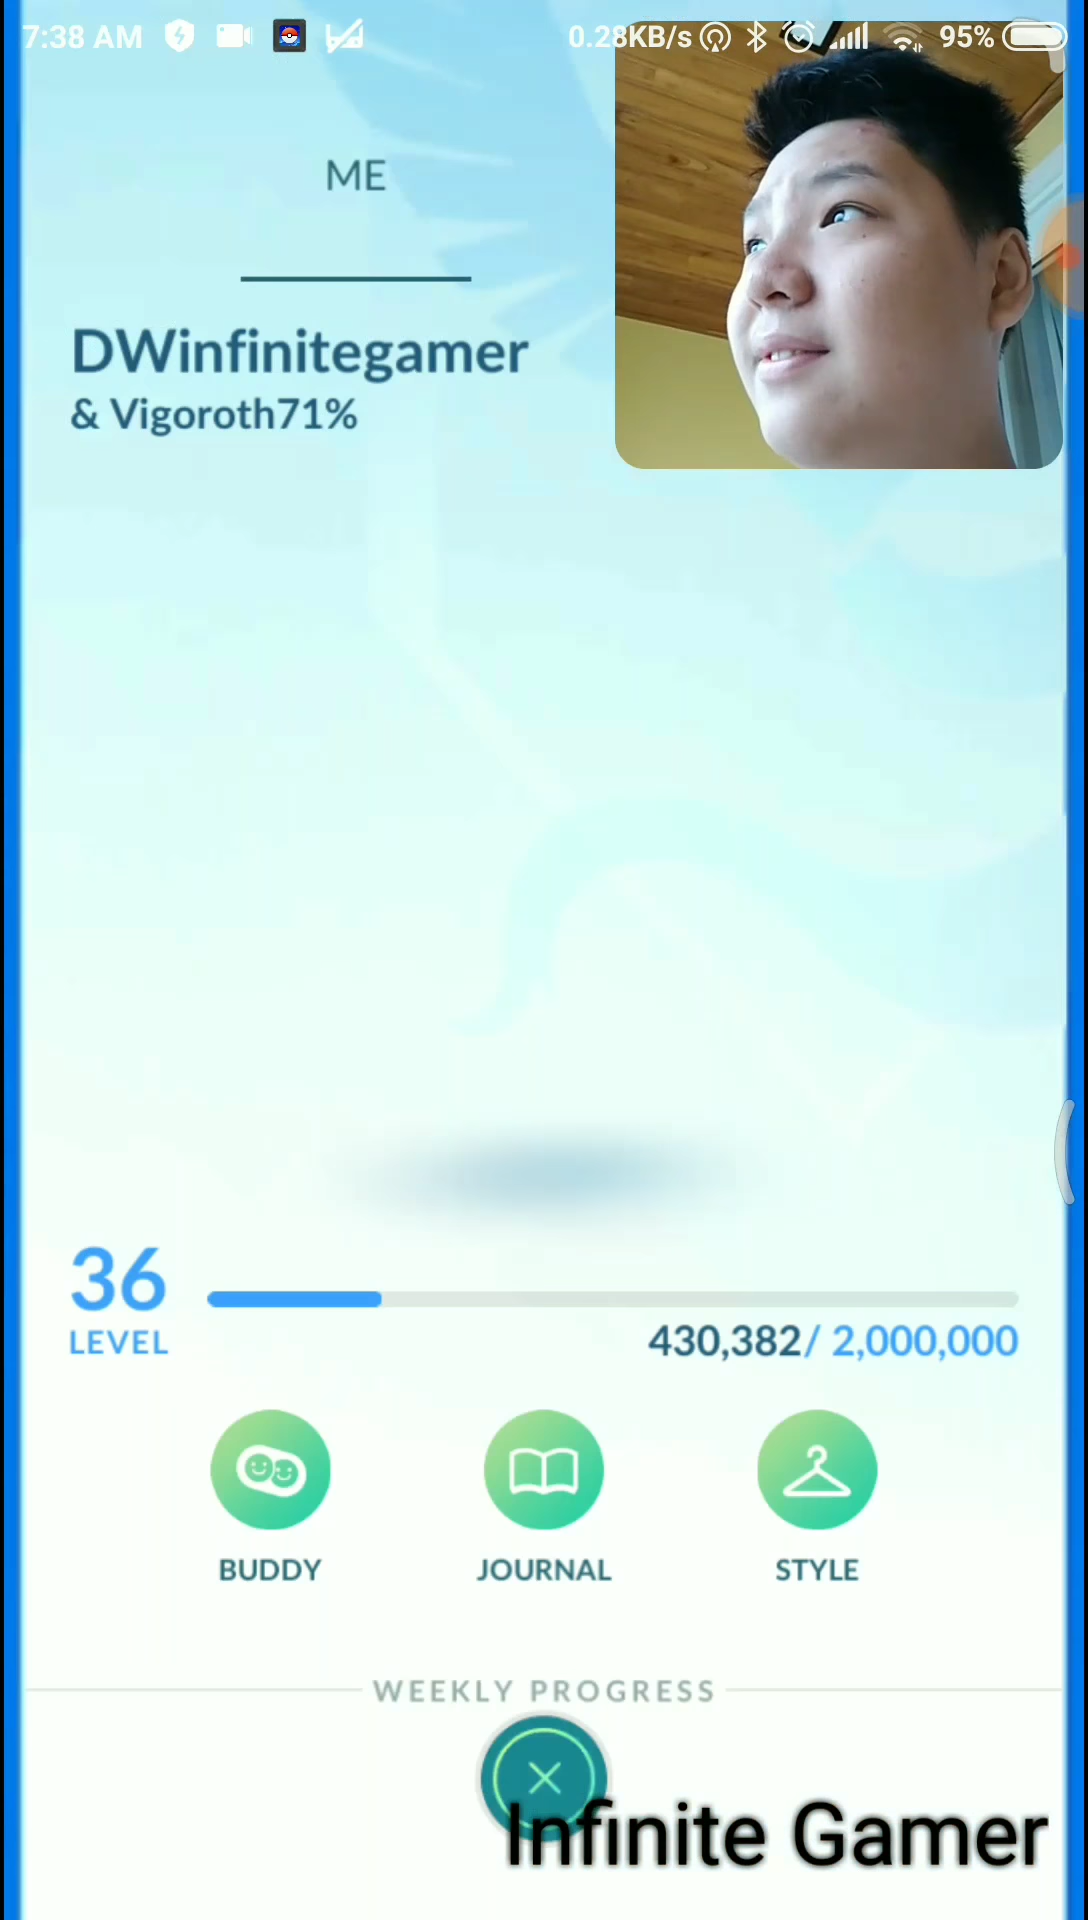 7:38 AM 0.28KB/s 95%
ME
DWinfinitegamer
& Vigoroth71%
36
LEVEL
430,382/ 2,000,000
BUDDY JOURNAL STYLE
WEEKLY PROGRESS
Infinite Gamer